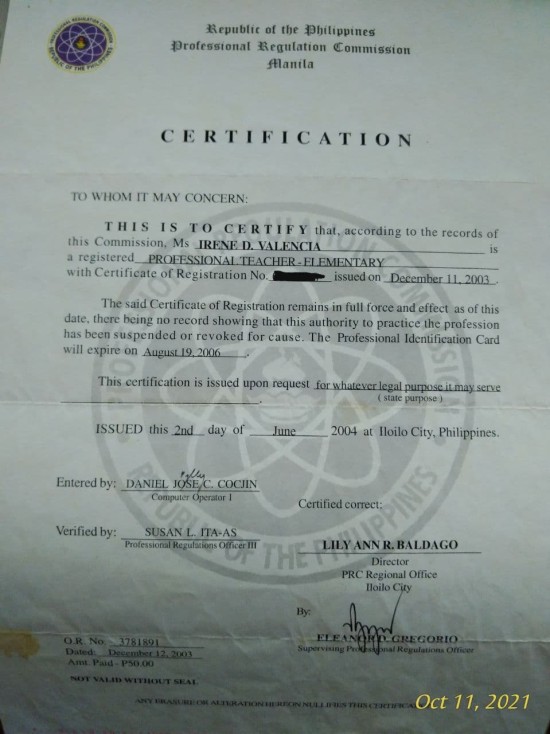 Republic of the Philippines
Professional Regulation Commission
Manila
CERTIFICATION
TO WHOM IT MAY CONCERN:
THIS IS TO CERTIFY that, according to the records of
this Commission, Ms IRENE D. VALENCIA is
a registered PROFESSIONAL TEACHER - ELEMENTARY
with Certificate of Registration No. issued on December 11, 2003.
The said Certificate of Registration remains in full force and effect as of this
date, there being no record showing that this authority to practice the profession
has been suspended or revoked for cause. The Professional Identification Card
will expire on August 19, 2006.
This certification is issued upon request for whatever legal purpose it may serve
( state purpose )
ISSUED this 2nd day of June 2004 at Iloilo City, Philippines.
Entered by: DANIEL JOSE C. COCJIN
Computer Operator I
Certified correct:
Verified by: SUSAN L. ITA-AS
Professional Regulations Officer III
LILY ANN R. BALDAGO
Director
PRC Regional Office
Iloilo City
By:
ELEANOR P. GREGORIO
Supervising Professional Regulations Officer
O.R. No. 3781891
Dated: December 12, 2003
Amt. Paid - P50.00
NOT VALID WITHOUT SEAL
ANY ERASURE OR ALTERATION HEREON NULLIFIES THIS
Oct 11, 2021